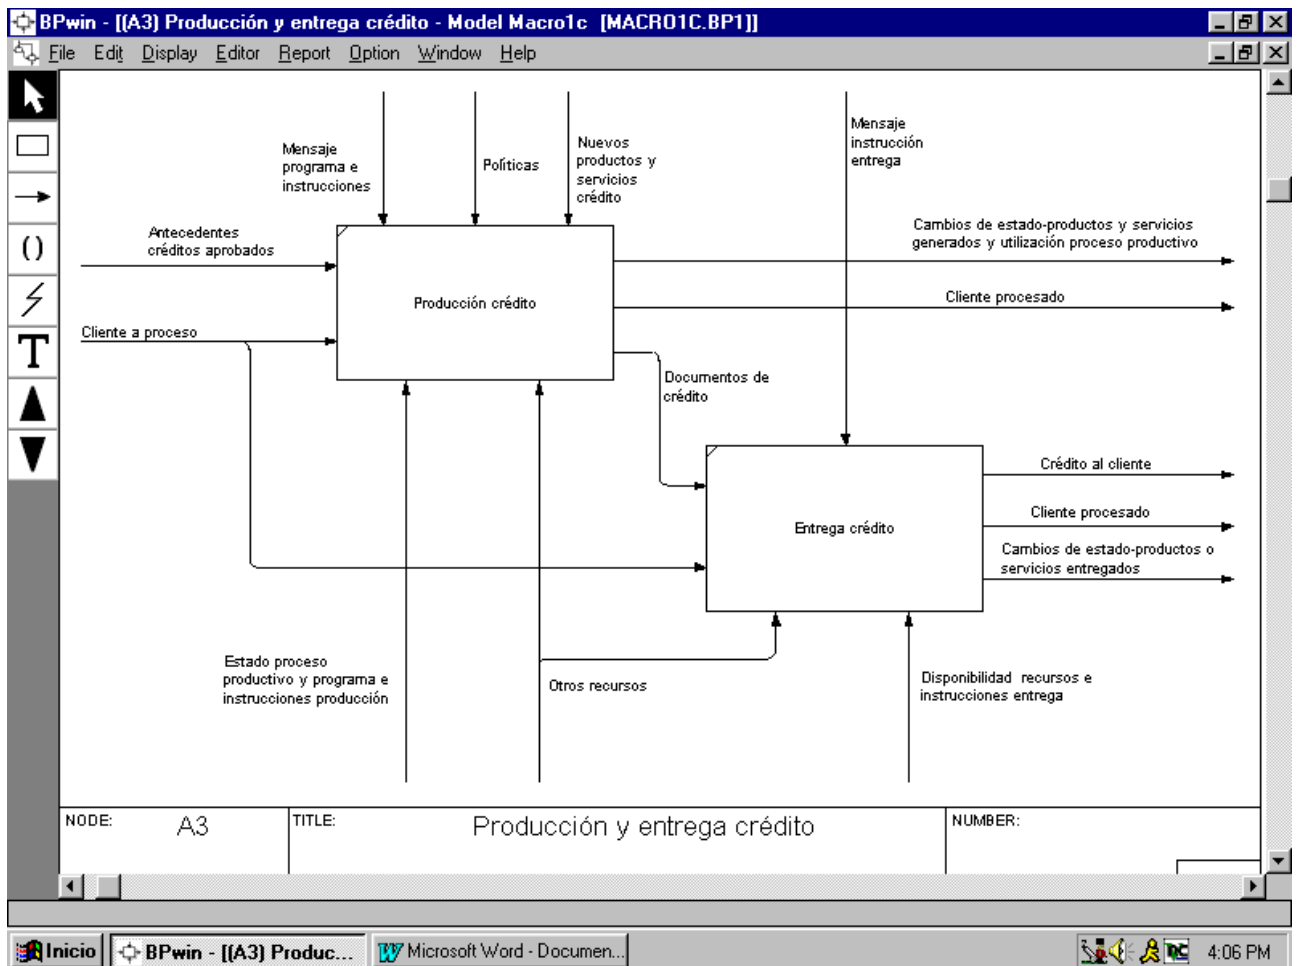 BPwin - [(A3) Producción y entrega crédito - Model Macro1c [MACRO1C.BP1]]
File Edit Display Editor Report Option Window Help
Mensaje
programa e
instrucciones
Políticas
Nuevos
productos y
servicios
crédito
Mensaje
instrucción
entrega
Antecedentes
créditos aprobados
Cambios de estado-productos y servicios
generados y utilización proceso productivo
Producción crédito
Cliente procesado
Cliente a proceso
Documentos de
crédito
Crédito al cliente
Entrega crédito
Cliente procesado
Cambios de estado-productos o
servicios entregados
Estado proceso
productivo y programa e
instrucciones producción
Otros recursos
Disponibilidad recursos e
instrucciones entrega
NODE: A3
TITLE: Producción y entrega crédito
NUMBER:
( )
T
Inicio
BPwin - [(A3) Produc...
Microsoft Word - Documen...
4:06 PM